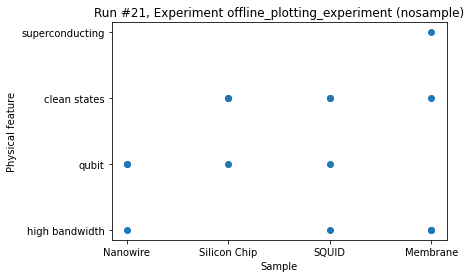 Run #21, Experiment offline_plotting_experiment (nosample)
superconducting
clean states
qubit
high bandwidth
Physical feature
Nanowire Silicon Chip SQUID Membrane
Sample